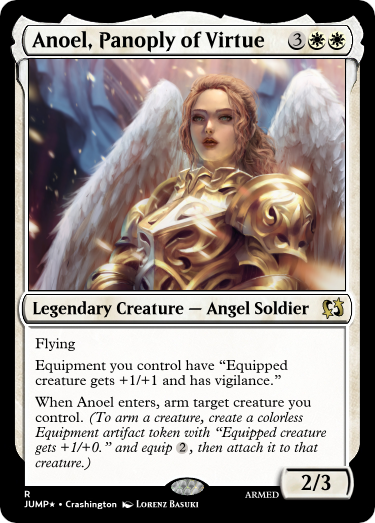 Anoel, Panoply of Virtue 3
Legendary Creature — Angel Soldier
Flying
Equipment you control have “Equipped
creature gets +1/+1 and has vigilance.”
When Anoel enters, arm target creature you
control. (To arm a creature, create a colorless
Equipment artifact token with “Equipped creature
gets +1/+0.” and equip 2, then attach it to that
creature.)
2/3
R
JUMP★ • Crashington Lorenz Basuki
ARMED